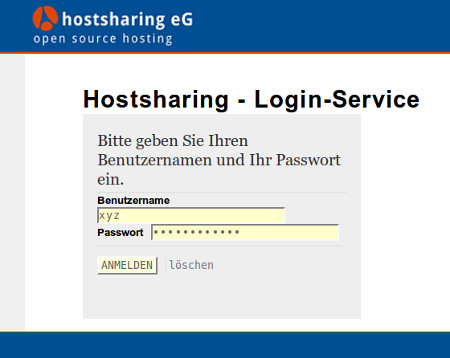 hostsharing eG
open source hosting
Hostsharing - Login-Service
Bitte geben Sie Ihren
Benutzernamen und Ihr Passwort
ein.
Benutzername
xyz
Passwort ••••••••••••
ANMELDEN löschen